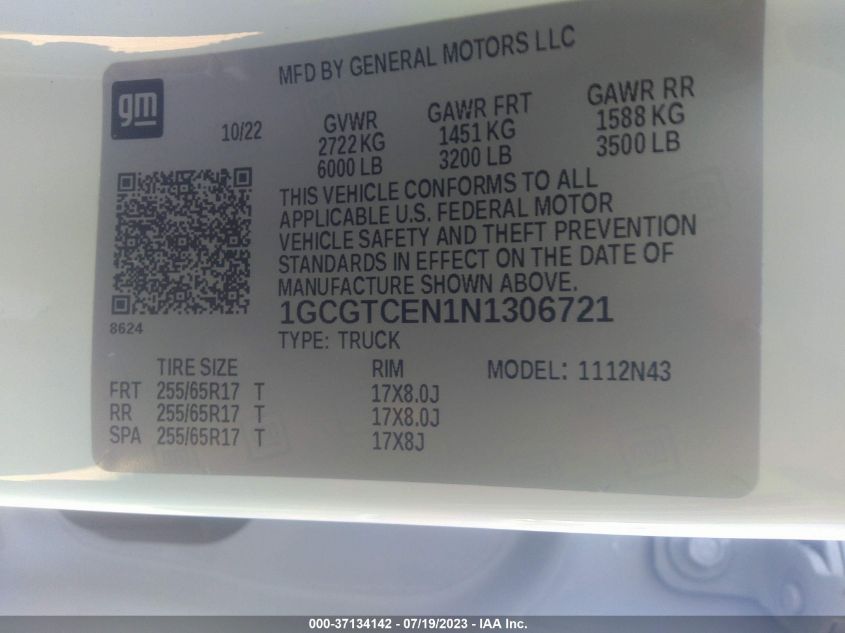 MFD BY GENERAL MOTORS LLC
gm
10/22
GVWR
2722 KG
6000 LB
GAWR FRT
1451 KG
3200 LB
GAWR RR
1588 KG
3500 LB
THIS VEHICLE CONFORMS TO ALL
APPLICABLE U.S. FEDERAL MOTOR
VEHICLE SAFETY AND THEFT PREVENTION
STANDARDS IN EFFECT ON THE DATE OF
MANUFACTURE SHOWN ABOVE.
8624
1GCGTCEN1N1306721
TYPE: TRUCK
TIRE SIZE RIM MODEL: 1112N43
FRT 255/65R17 T 17X8.0J
RR 255/65R17 T 17X8.0J
SPA 255/65R17 T 17X8J
000-37134142 - 07/19/2023 - IAA Inc.